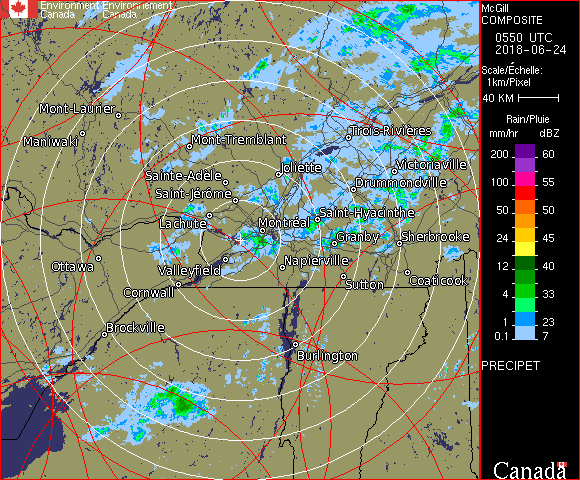 Environment Environnement
Canada Canada
McGill
COMPOSITE
0550 UTC
2018-06-24
Scale/Échelle:
1km/Pixel
40 KM
Rain/Pluie
mm/hr dBZ
200 60
100 55
50 50
24 45
12 40
4 33
1 23
0.1 7
PRECIPET
Mont-Laurier
Maniwaki
Mont-Tremblant
Trois-Rivières
Sainte-Adèle
Joliette
Victoriaville
Saint-Jérôme
Drummondville
Lachute
Montréal
Saint-Hyacinthe
Granby
Sherbrooke
Ottawa
Valleyfield
Napierville
Cornwall
Sutton
Coaticook
Brockville
Burlington
Canada